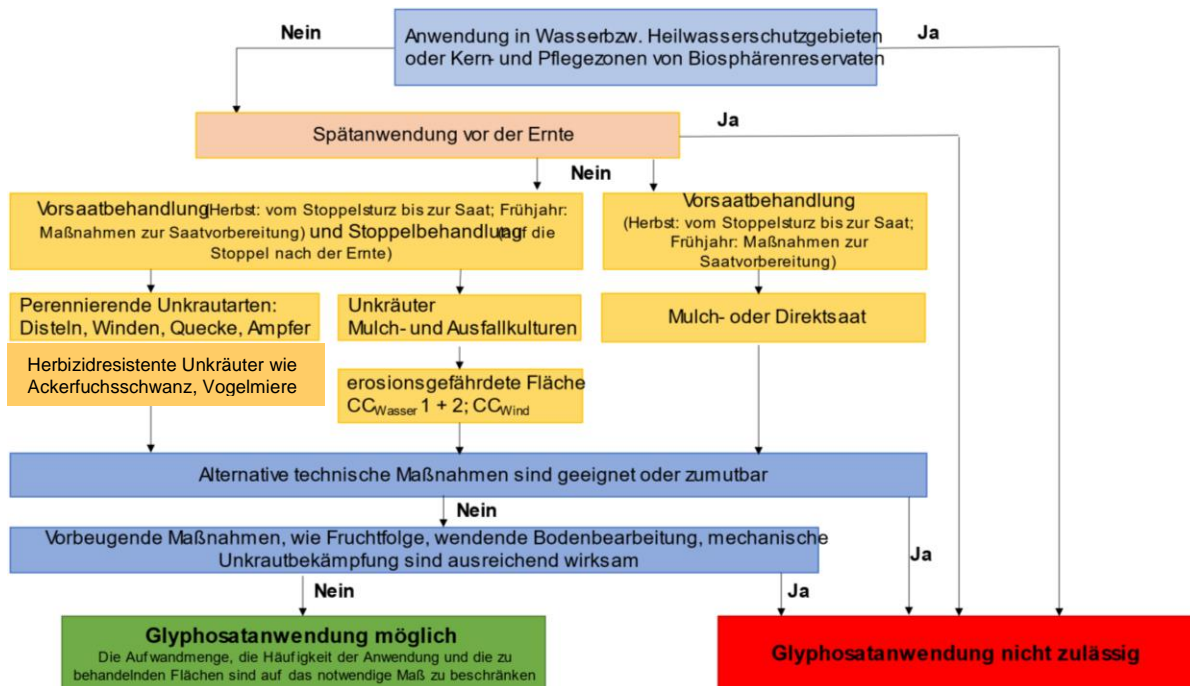 Nein
Anwendung in Wasserbzw. Heilwasserschutzgebieten
oder Kern- und Pflegezonen von Biosphärenreservaten
Ja
Spätanwendung vor der Ernte
Ja
Nein
Vorsaatbehandlung (Herbst: vom Stoppelsturz bis zur Saat; Frühjahr:
Maßnahmen zur Saatvorbereitung) und Stoppelbehandlung (auf die
Stoppel nach der Ernte)
Vorsaatbehandlung
(Herbst: vom Stoppelsturz bis zur Saat;
Frühjahr: Maßnahmen zur
Saatvorbereitung)
Perennierende Unkrautarten:
Disteln, Winden, Quecke, Ampfer
Unkräuter
Mulch- und Ausfallkulturen
Mulch- oder Direktsaat
Herbizidresistente Unkräuter wie
Ackerfuchsschwanz, Vogelmiere
erosionsgefährdete Fläche
CCWasser 1 + 2; CCWind
Alternative technische Maßnahmen sind geeignet oder zumutbar
Nein
Ja
Vorbeugende Maßnahmen, wie Fruchtfolge, wendende Bodenbearbeitung, mechanische
Unkrautbekämpfung sind ausreichend wirksam
Nein
Ja
Glyphosatanwendung möglich
Die Aufwandmenge, die Häufigkeit der Anwendung und die zu
behandelnden Flächen sind auf das notwendige Maß zu beschränken
Glyphosatanwendung nicht zulässig